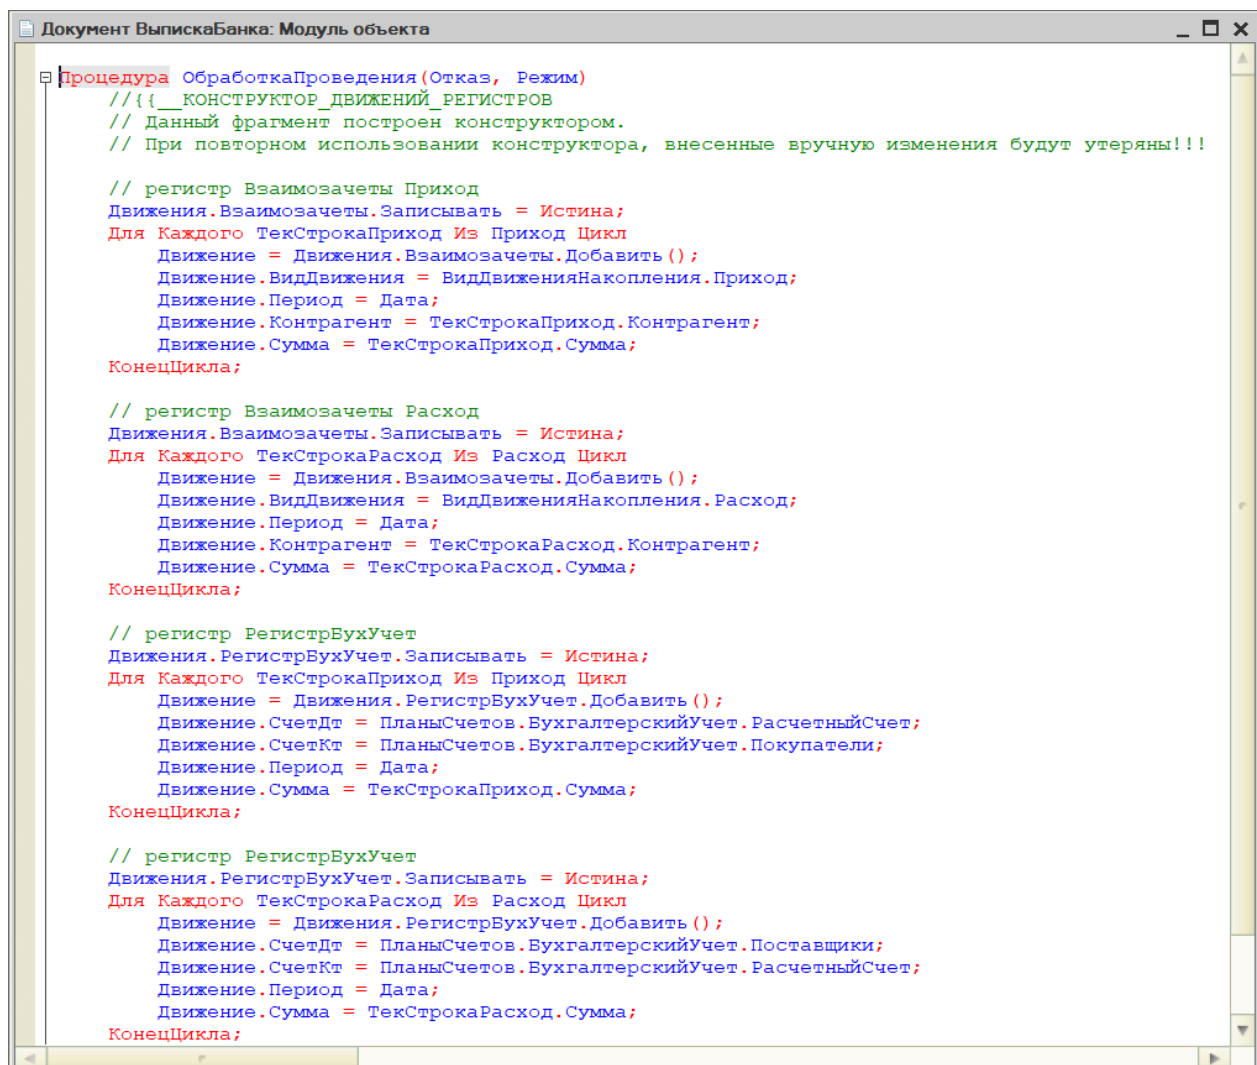 Документ ВыпискаБанка: Модуль объекта
Процедура ОбработкаПроведения(Отказ, Режим)
//{{__КОНСТРУКТОР_ДВИЖЕНИЙ_РЕГИСТРОВ
// Данный фрагмент построен конструктором.
// При повторном использовании конструктора, внесенные вручную изменения будут утеряны!!!
// регистр Взаимозачеты Приход
Движения.Взаимозачеты.Записывать = Истина;
Для Каждого ТекСтрокаПриход Из Приход Цикл
Движение = Движения.Взаимозачеты.Добавить();
Движение.ВидДвижения = ВидДвиженияНакопления.Приход;
Движение.Период = Дата;
Движение.Контрагент = ТекСтрокаПриход.Контрагент;
Движение.Сумма = ТекСтрокаПриход.Сумма;
КонецЦикла;
// регистр Взаимозачеты Расход
Движения.Взаимозачеты.Записывать = Истина;
Для Каждого ТекСтрокаРасход Из Расход Цикл
Движение = Движения.Взаимозачеты.Добавить();
Движение.ВидДвижения = ВидДвиженияНакопления.Расход;
Движение.Период = Дата;
Движение.Контрагент = ТекСтрокаРасход.Контрагент;
Движение.Сумма = ТекСтрокаРасход.Сумма;
КонецЦикла;
// регистр РегистрБухУчет
Движения.РегистрБухУчет.Записывать = Истина;
Для Каждого ТекСтрокаПриход Из Приход Цикл
Движение = Движения.РегистрБухУчет.Добавить();
Движение.СчетДт = ПланыСчетов.БухгалтерскийУчет.РасчетныйСчет;
Движение.СчетКт = ПланыСчетов.БухгалтерскийУчет.Покупатели;
Движение.Период = Дата;
Движение.Сумма = ТекСтрокаПриход.Сумма;
КонецЦикла;
// регистр РегистрБухУчет
Движения.РегистрБухУчет.Записывать = Истина;
Для Каждого ТекСтрокаРасход Из Расход Цикл
Движение = Движения.РегистрБухУчет.Добавить();
Движение.СчетДт = ПланыСчетов.БухгалтерскийУчет.Поставщики;
Движение.СчетКт = ПланыСчетов.БухгалтерскийУчет.РасчетныйСчет;
Движение.Период = Дата;
Движение.Сумма = ТекСтрокаРасход.Сумма;
КонецЦикла;